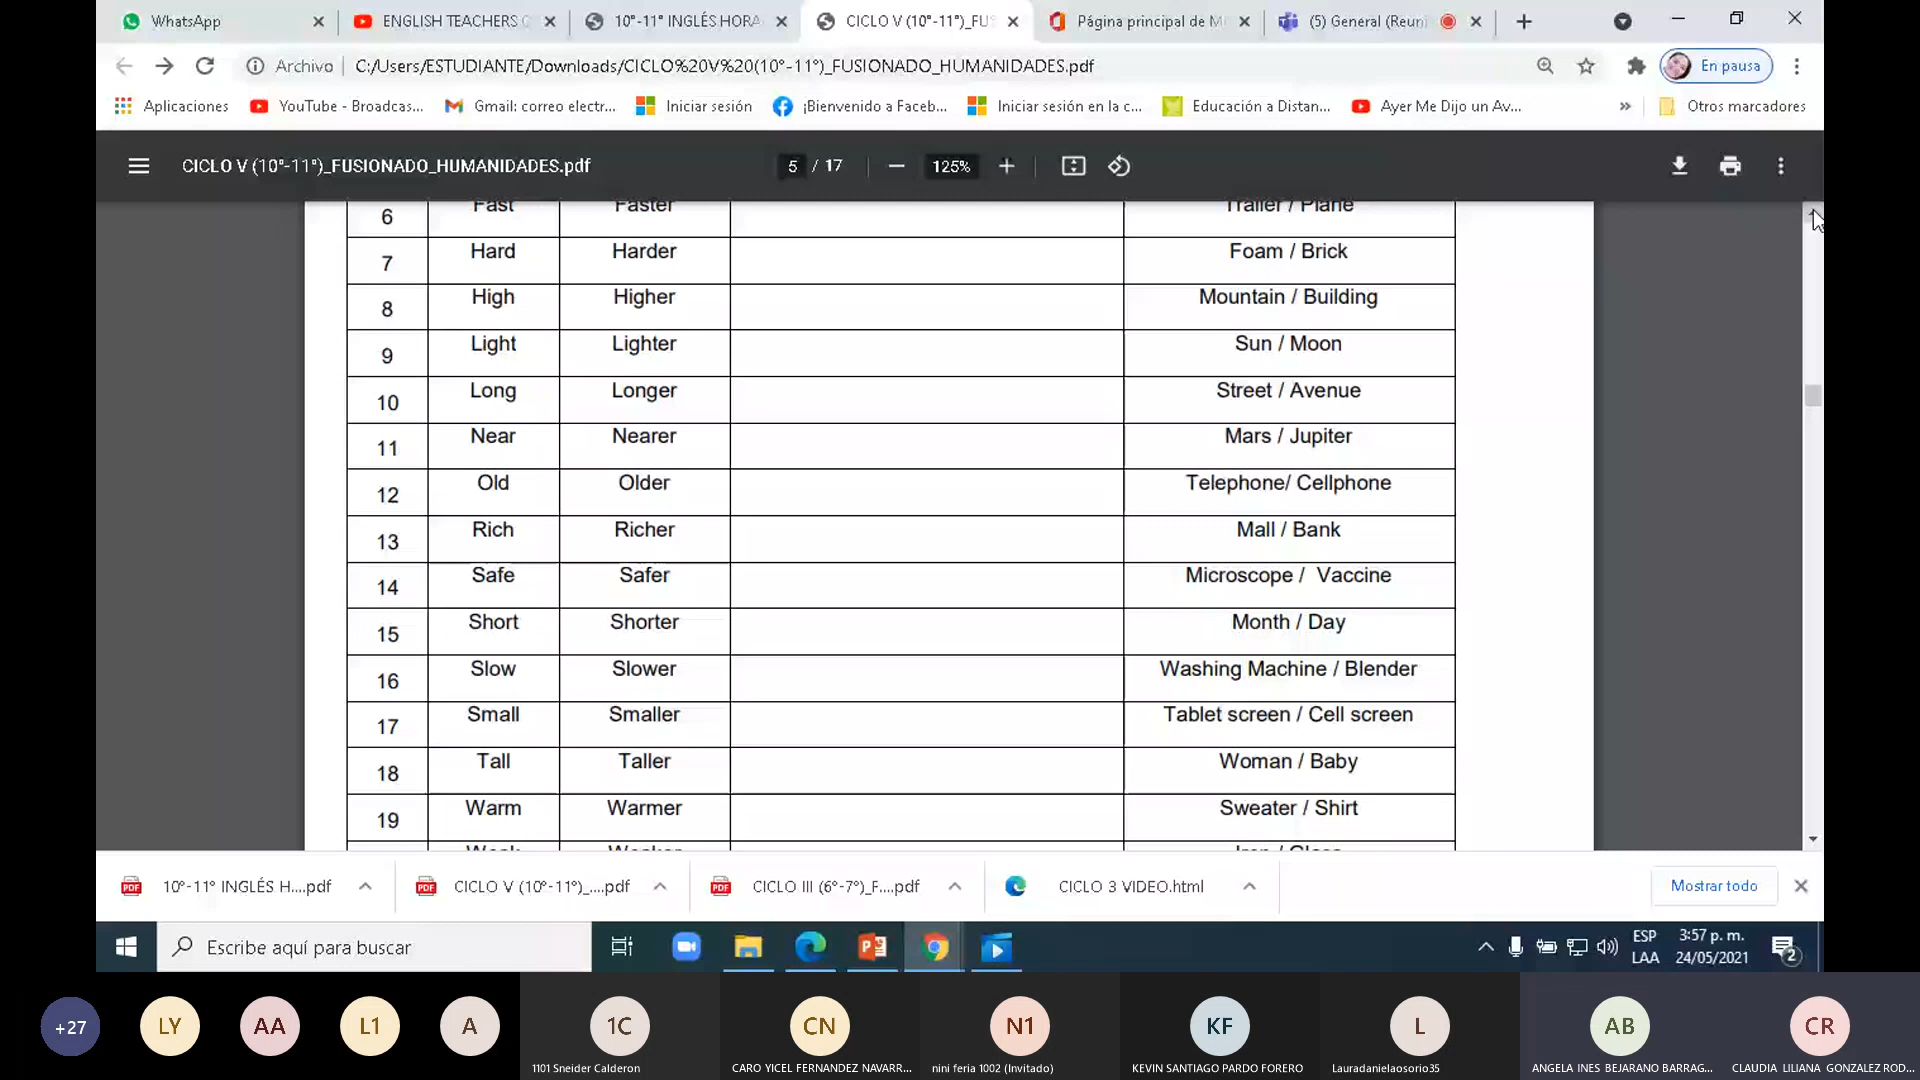 WhatsApp
ENGLISH TEACHERS C
10°-11° INGLÉS HORA
CICLO V (10°-11°)_FUS
Página principal de M
(5) General (Reuni
Archivo C:/Users/ESTUDIANTE/Downloads/CICLO%20V%20(10°-11°)_FUSIONADO_HUMANIDADES.pdf
En pausa
Aplicaciones
YouTube - Broadcas...
Gmail: correo electr...
Iniciar sesión
¡Bienvenido a Faceb...
Iniciar sesión en la c...
Educación a Distan...
Ayer Me Dijo un Av...
»
Otros marcadores
CICLO V (10°-11°)_FUSIONADO_HUMANIDADES.pdf
5 / 17
125%
6 Fast Faster Trailer / Plane
7 Hard Harder Foam / Brick
8 High Higher Mountain / Building
9 Light Lighter Sun / Moon
10 Long Longer Street / Avenue
11 Near Nearer Mars / Jupiter
12 Old Older Telephone/ Cellphone
13 Rich Richer Mall / Bank
14 Safe Safer Microscope / Vaccine
15 Short Shorter Month / Day
16 Slow Slower Washing Machine / Blender
17 Small Smaller Tablet screen / Cell screen
18 Tall Taller Woman / Baby
19 Warm Warmer Sweater / Shirt
10°-11° INGLÉS H....pdf
CICLO V (10°-11°)_....pdf
CICLO III (6°-7°)_F....pdf
CICLO 3 VIDEO.html
Mostrar todo
Escribe aquí para buscar
ESP
LAA
3:57 p. m.
24/05/2021
2
+27
LY
AA
L1
A
1C
1101 Sneider Calderon
CN
CARO YICEL FERNANDEZ NAVARR...
N1
nini feria 1002 (Invitado)
KF
KEVIN SANTIAGO PARDO FORERO
L
Lauradanielaosorio35
AB
ANGELA INES BEJARANO BARRAG...
CR
CLAUDIA LILIANA GONZALEZ ROD...